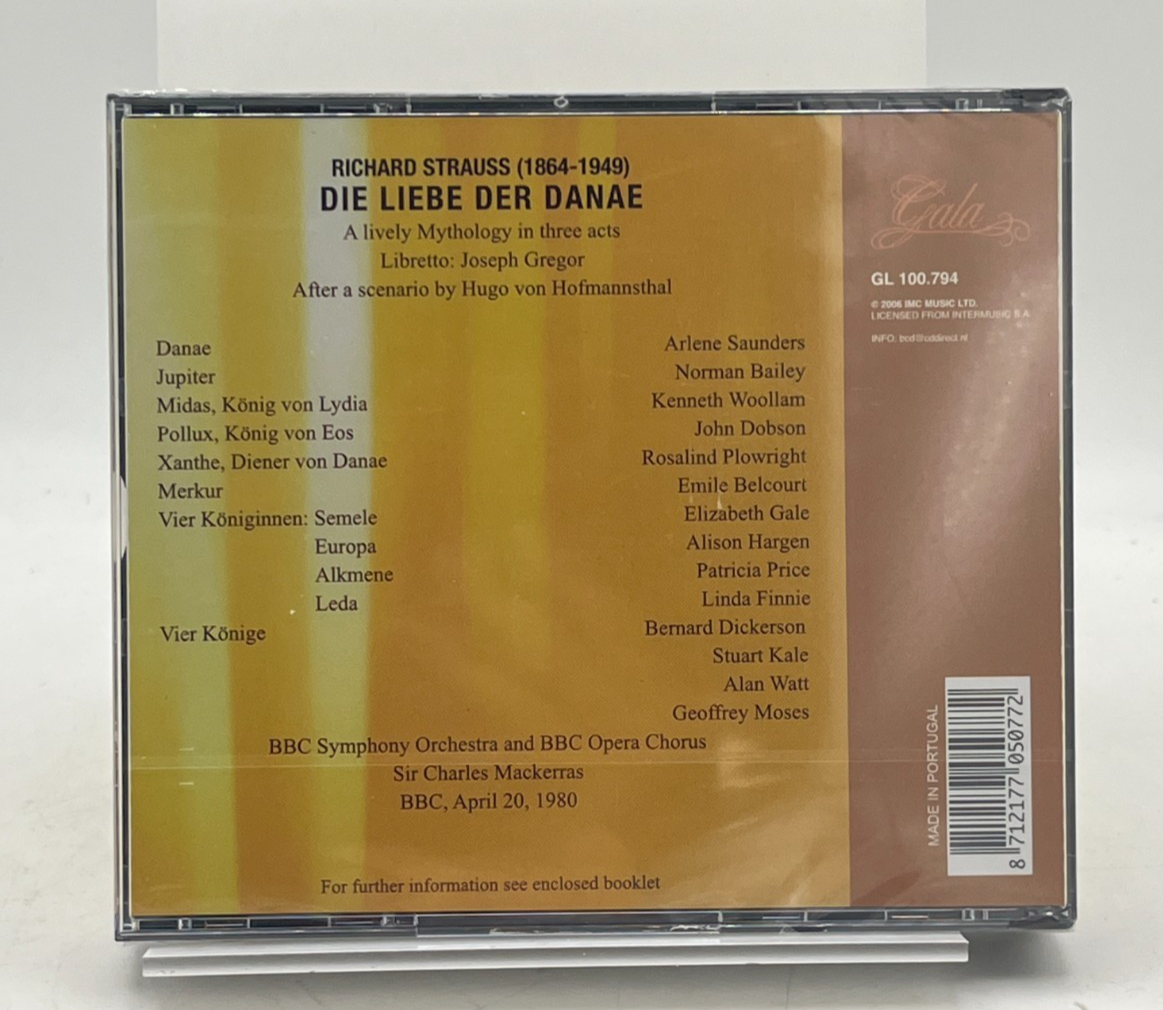 RICHARD STRAUSS (1864-1949)
DIE LIEBE DER DANAE
A lively Mythology in three acts
Libretto: Joseph Gregor
After a scenario by Hugo von Hofmannsthal
Danae Arlene Saunders
Jupiter Norman Bailey
Midas, König von Lydia Kenneth Woollam
Pollux, König von Eos John Dobson
Xanthe, Diener von Danae Rosalind Plowright
Merkur Emile Belcourt
Vier Königinnen: Semele Elizabeth Gale
Europa Alison Hargen
Alkmene Patricia Price
Leda Linda Finnie
Vier Könige Bernard Dickerson
Stuart Kale
Alan Watt
Geoffrey Moses
BBC Symphony Orchestra and BBC Opera Chorus
Sir Charles Mackerras
BBC, April 20, 1980
For further information see enclosed booklet
Gala
GL 100.794
© 2006 IMC MUSIC LTD.
LICENSED FROM INTERMUSIC S.A.
INFO:
MADE IN PORTUGAL
8 712177 050772